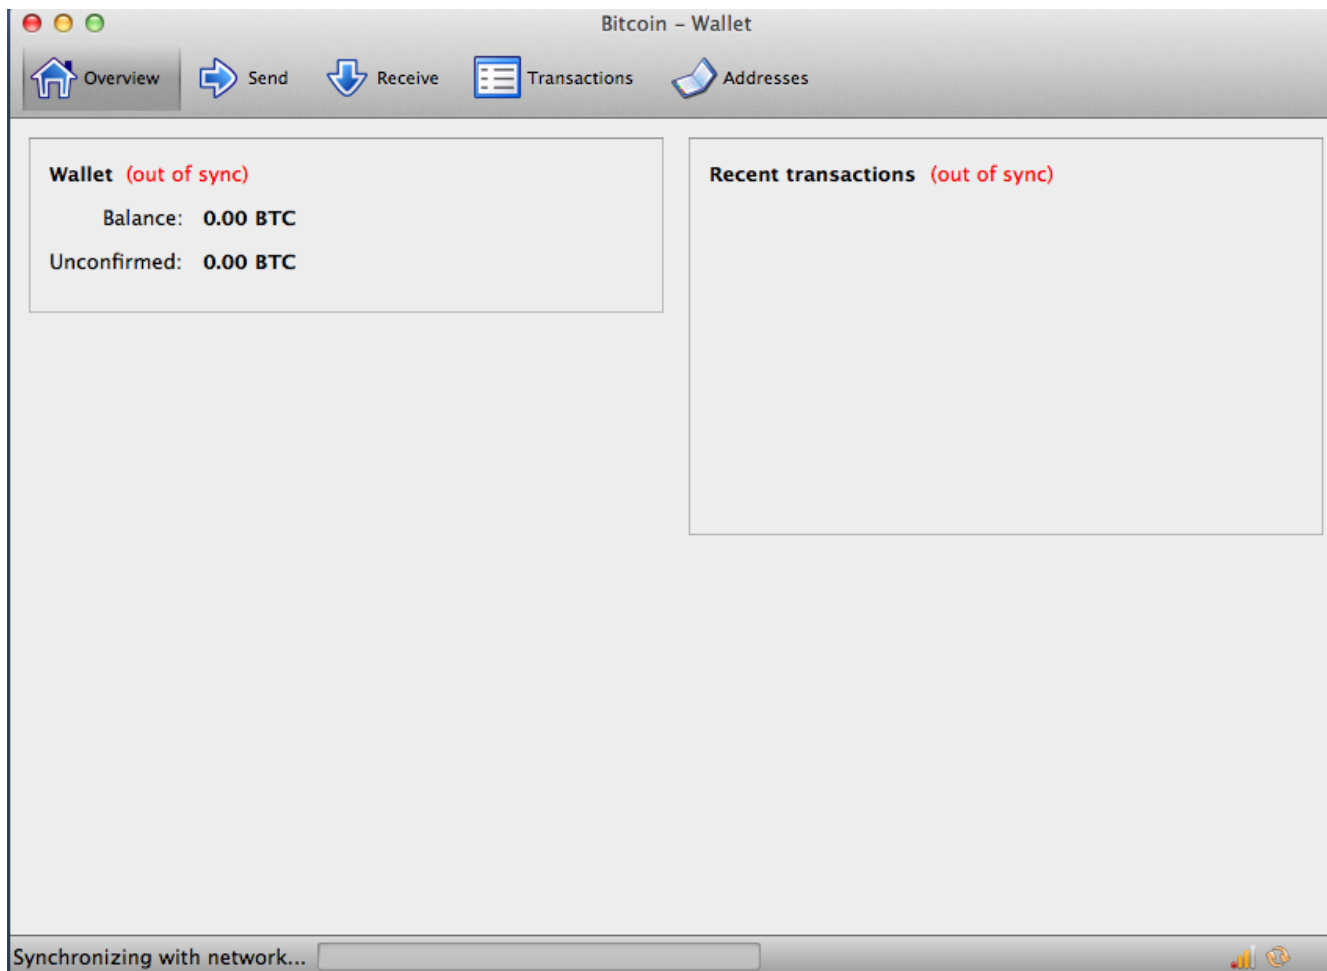 Bitcoin – Wallet
Overview Send Receive Transactions Addresses
Wallet (out of sync)
Balance: 0.00 BTC
Unconfirmed: 0.00 BTC
Recent transactions (out of sync)
Synchronizing with network...